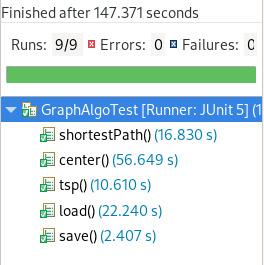 Finished after 147.371 seconds
Runs: 9/9 Errors: 0 Failures: 0
GraphAlgoTest [Runner: JUnit 5] (1
shortestPath() (16.830 s)
center() (56.649 s)
tsp() (10.610 s)
load() (22.240 s)
save() (2.407 s)